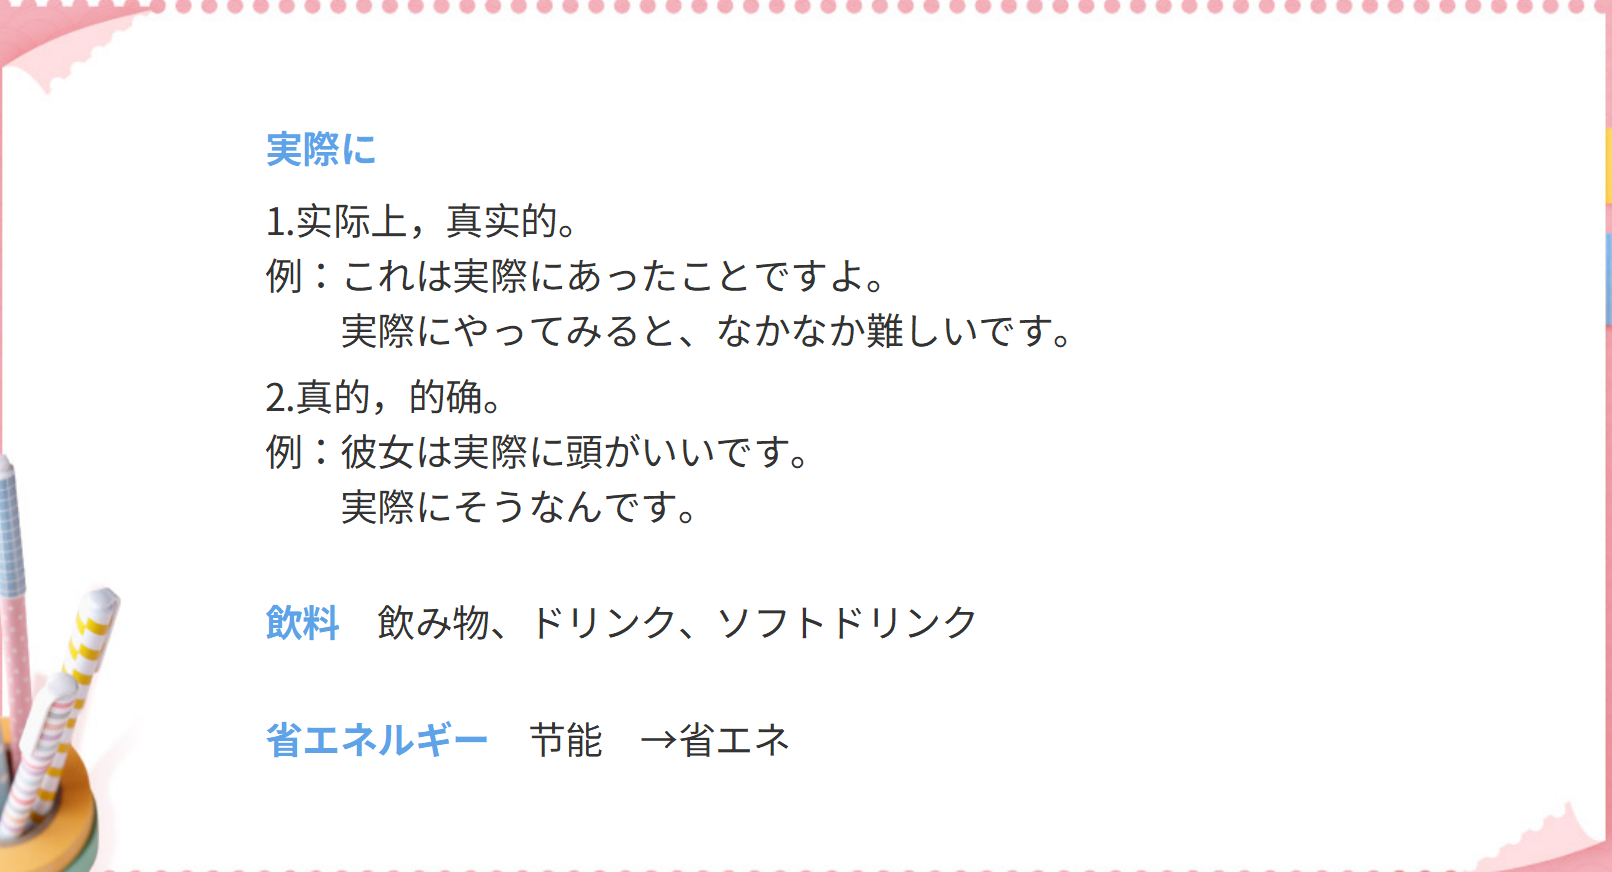 実際に
1.实际上，真实的。
例：これは実際にあったことですよ。
　　実際にやってみると、なかなか難しいです。
2.真的，的确。
例：彼女は実際に頭がいいです。
　　実際にそうなんです。
飲料　飲み物、ドリンク、ソフトドリンク
省エネルギー　节能　→省エネ